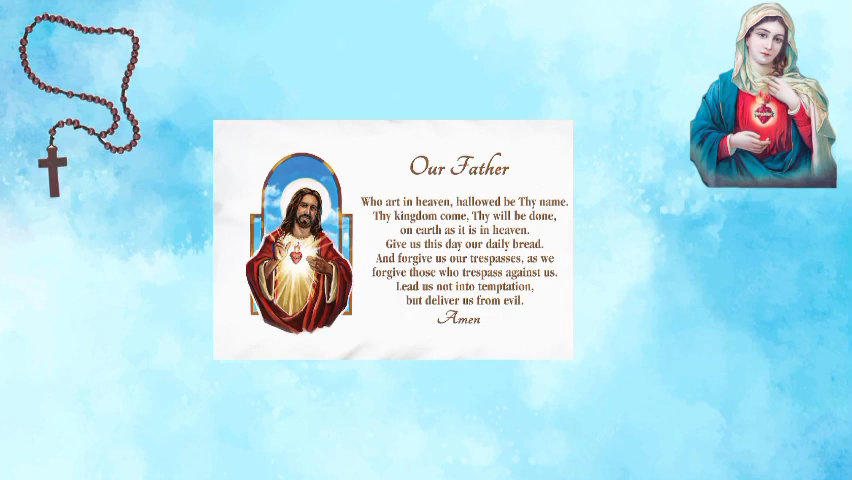 Our Father
Who art in heaven, hallowed be Thy name.
Thy kingdom come, Thy will be done,
on earth as it is in heaven.
Give us this day our daily bread.
And forgive us our trespasses, as we
forgive those who trespass against us.
Lead us not into temptation,
but deliver us from evil.
Amen